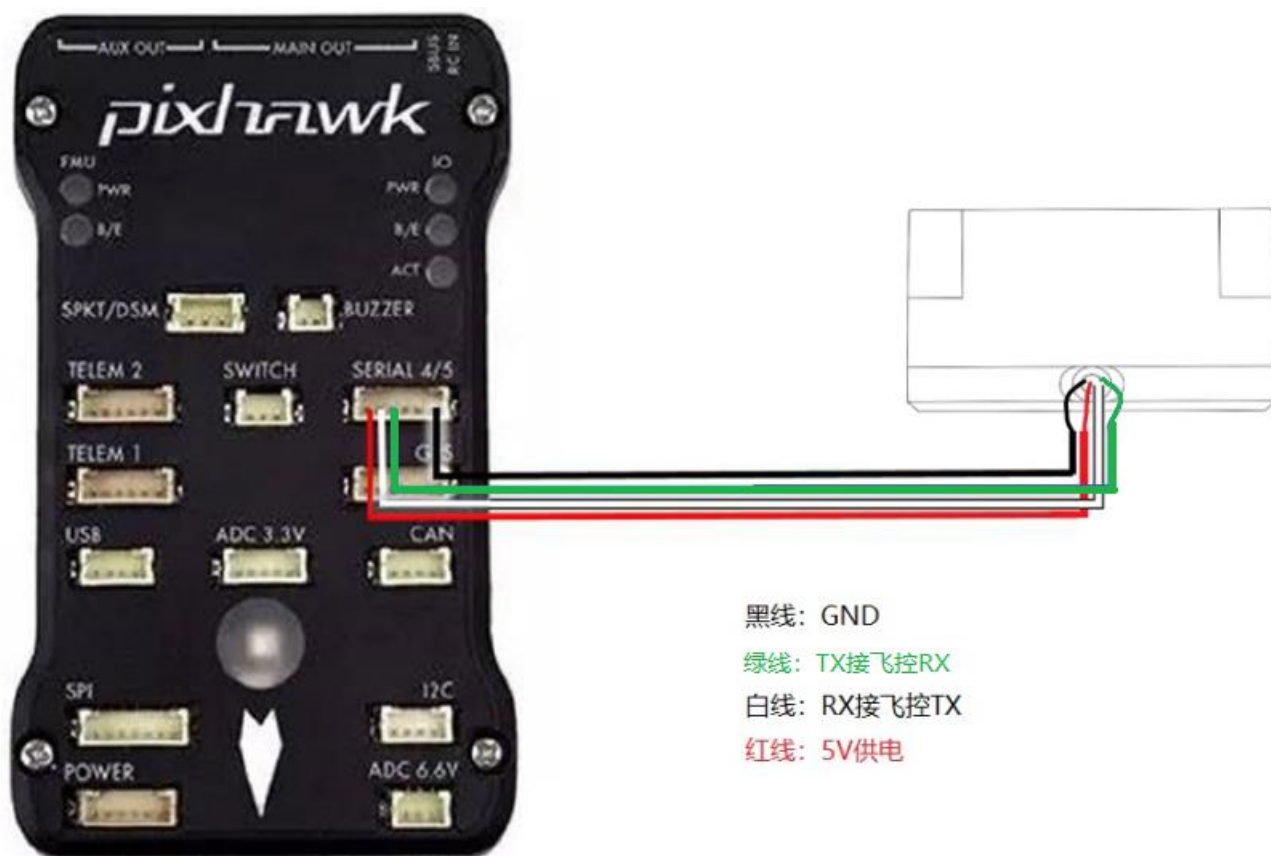 AUX OUT
MAIN OUT
SBUS
RC IN
pixhawk
FMU
IO
PWR
PWR
B/E
B/E
ACT
SPKT/DSM
BUZZER
TELEM 2
SWITCH
SERIAL 4/5
TELEM 1
USB
ADC 3.3V
CAN
黑线：GND
绿线：TX接飞控RX
白线：RX接飞控TX
红线：5V供电
SPI
I2C
POWER
ADC 6.6V